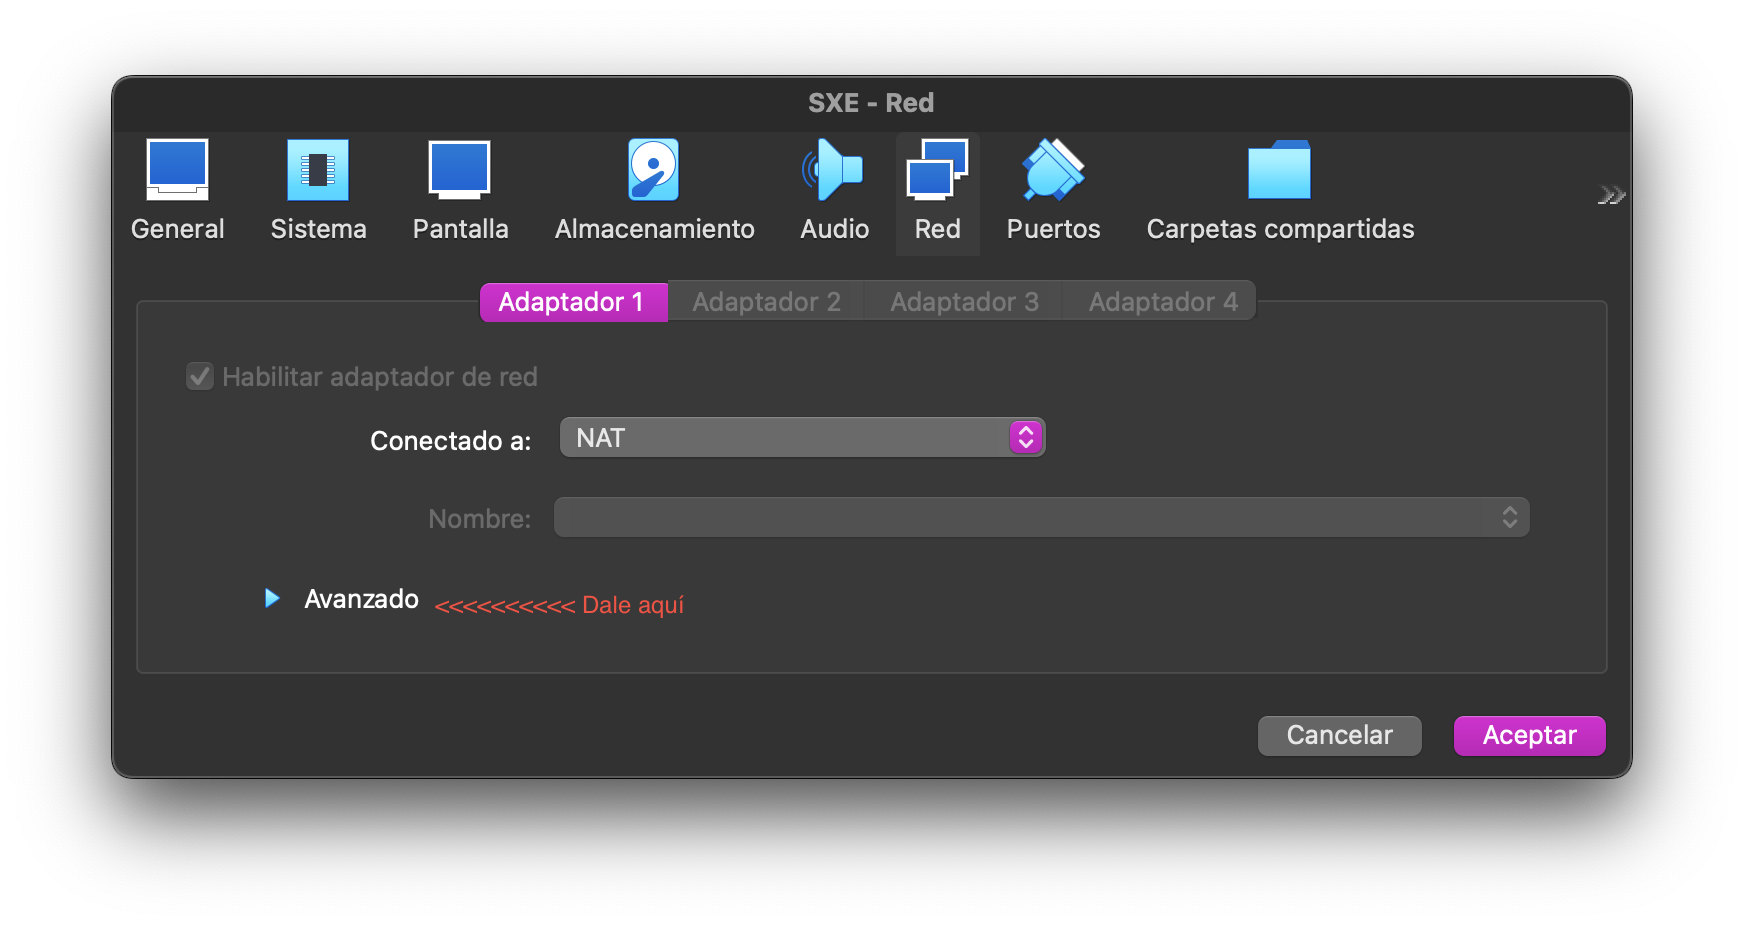 SXE - Red
General
Sistema
Pantalla
Almacenamiento
Audio
Red
Puertos
Carpetas compartidas
Adaptador 1
Adaptador 2
Adaptador 3
Adaptador 4
Habilitar adaptador de red
Conectado a:
NAT
Nombre:
Avanzado
<<<<<<<<<< Dale aquí
Cancelar
Aceptar